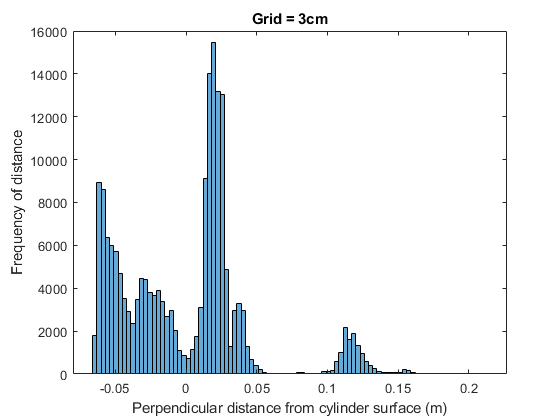 Grid = 3cm
16000
14000
12000
10000
8000
6000
4000
2000
0
Frequency of distance
-0.05 0 0.05 0.1 0.15 0.2
Perpendicular distance from cylinder surface (m)